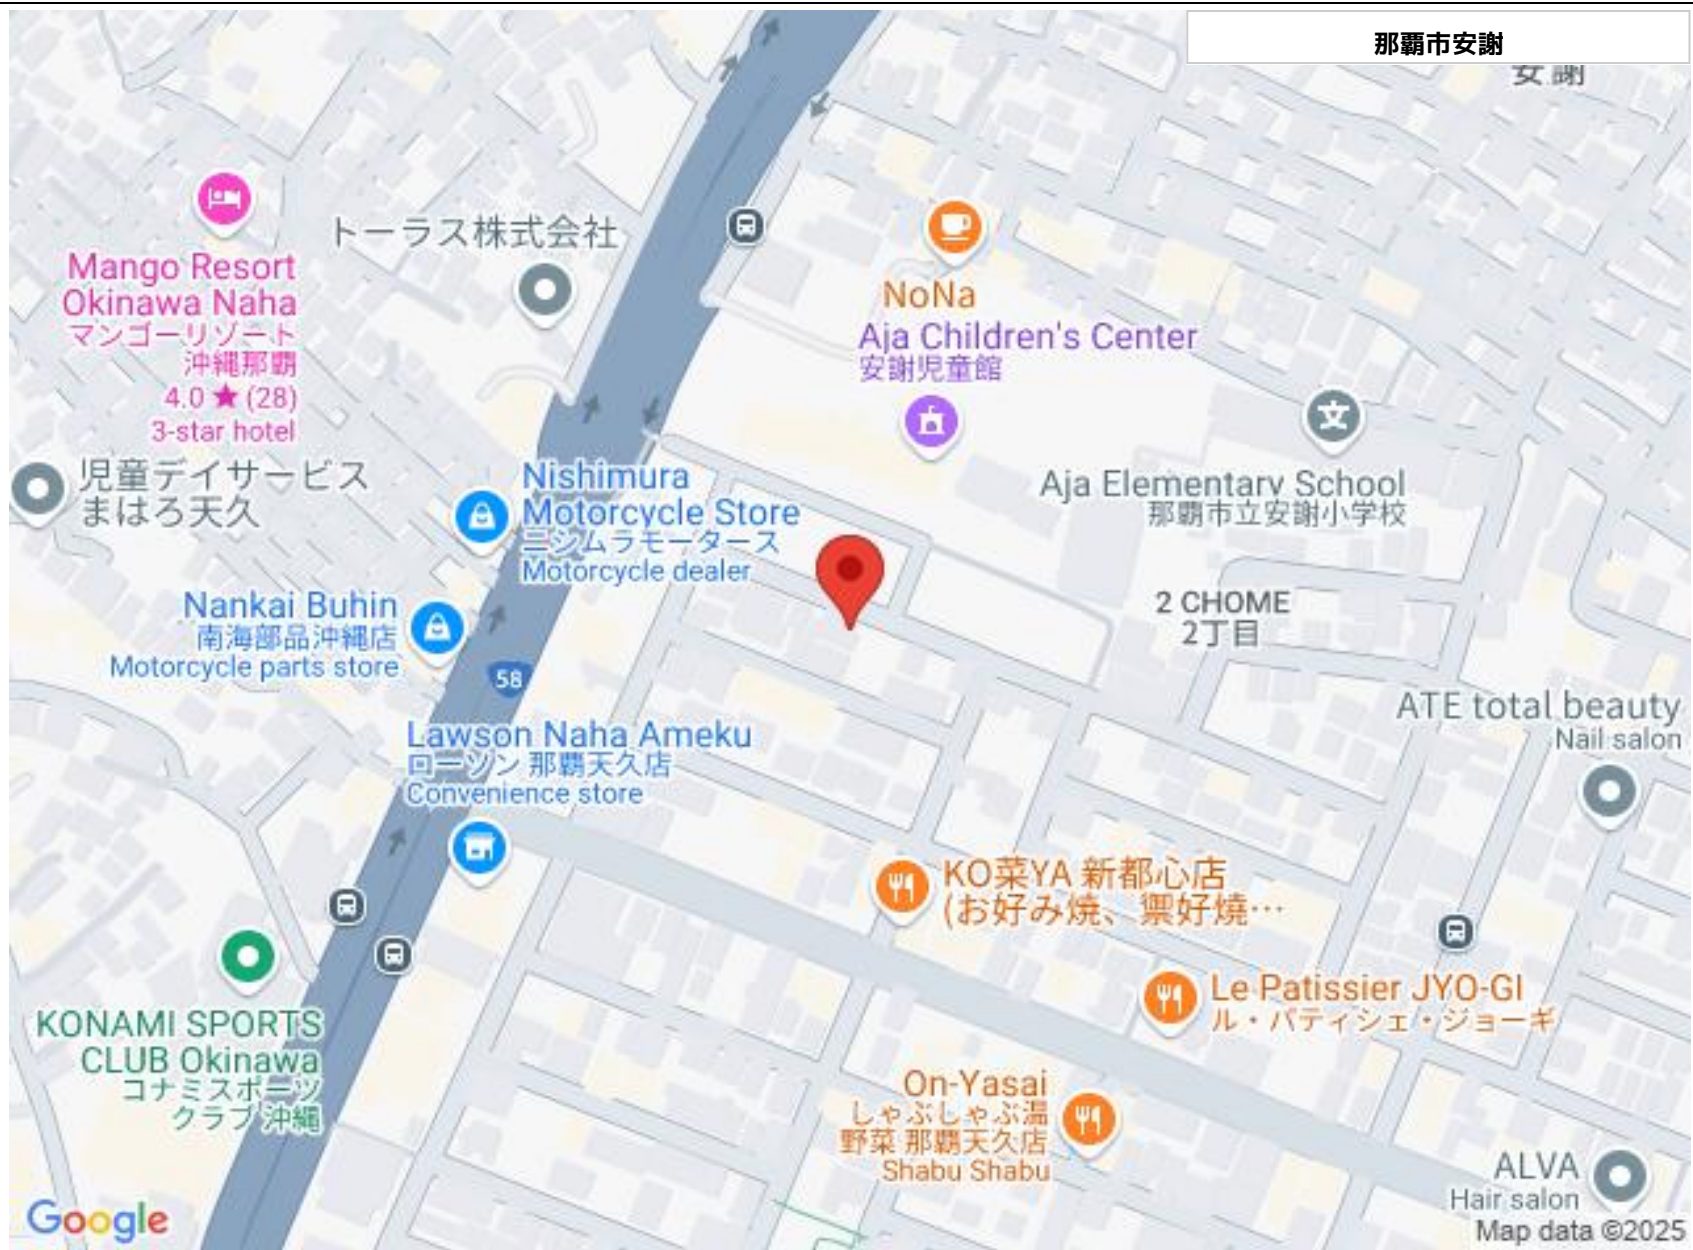 那覇市安謝
安謝
トーラス株式会社
Mango Resort
Okinawa Naha
マンゴーリゾート
沖縄那覇
4.0 ★ (28)
3-star hotel
NoNa
Aja Children's Center
安謝児童館
児童デイサービス
まはろ天久
Nishimura
Motorcycle Store
ニシムラモータース
Motorcycle dealer
Aja Elementary School
那覇市立安謝小学校
Nankai Buhin
南海部品沖縄店
Motorcycle parts store
2 CHOME
2丁目
58
ATE total beauty
Nail salon
Lawson Naha Ameku
ローソン 那覇天久店
Convenience store
KO菜YA 新都心店
(お好み焼、禦好燒…
Le Patissier JYO-GI
ル・パティシェ・ジョーギ
KONAMI SPORTS
CLUB Okinawa
コナミスポーツ
クラブ 沖縄
On-Yasai
しゃぶしゃぶ温
野菜 那覇天久店
Shabu Shabu
ALVA
Hair salon
Google
Map data ©2025